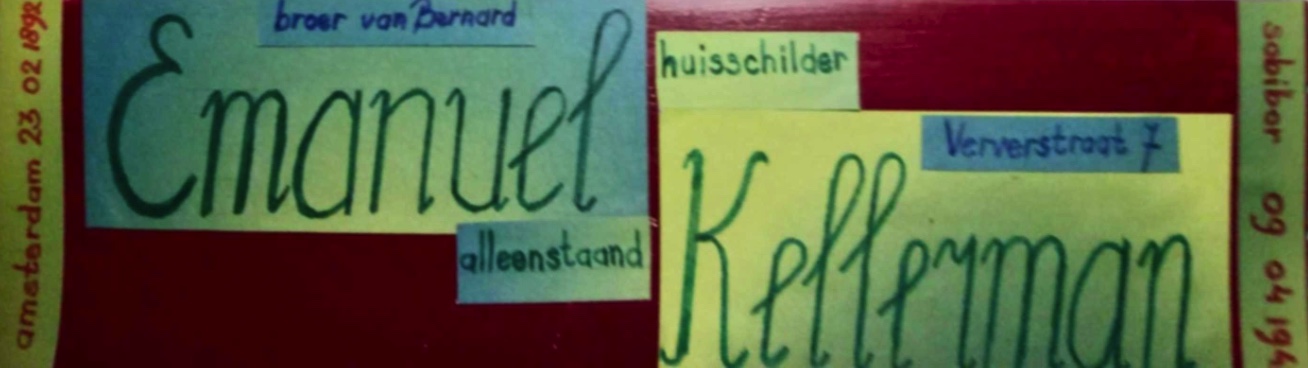 amsterdam 23 02 1892
broer van Bernard
Emanuel
alleenstaand
huisschilder
Ververstraat 7
Kellerman
sobibor 09 04 194